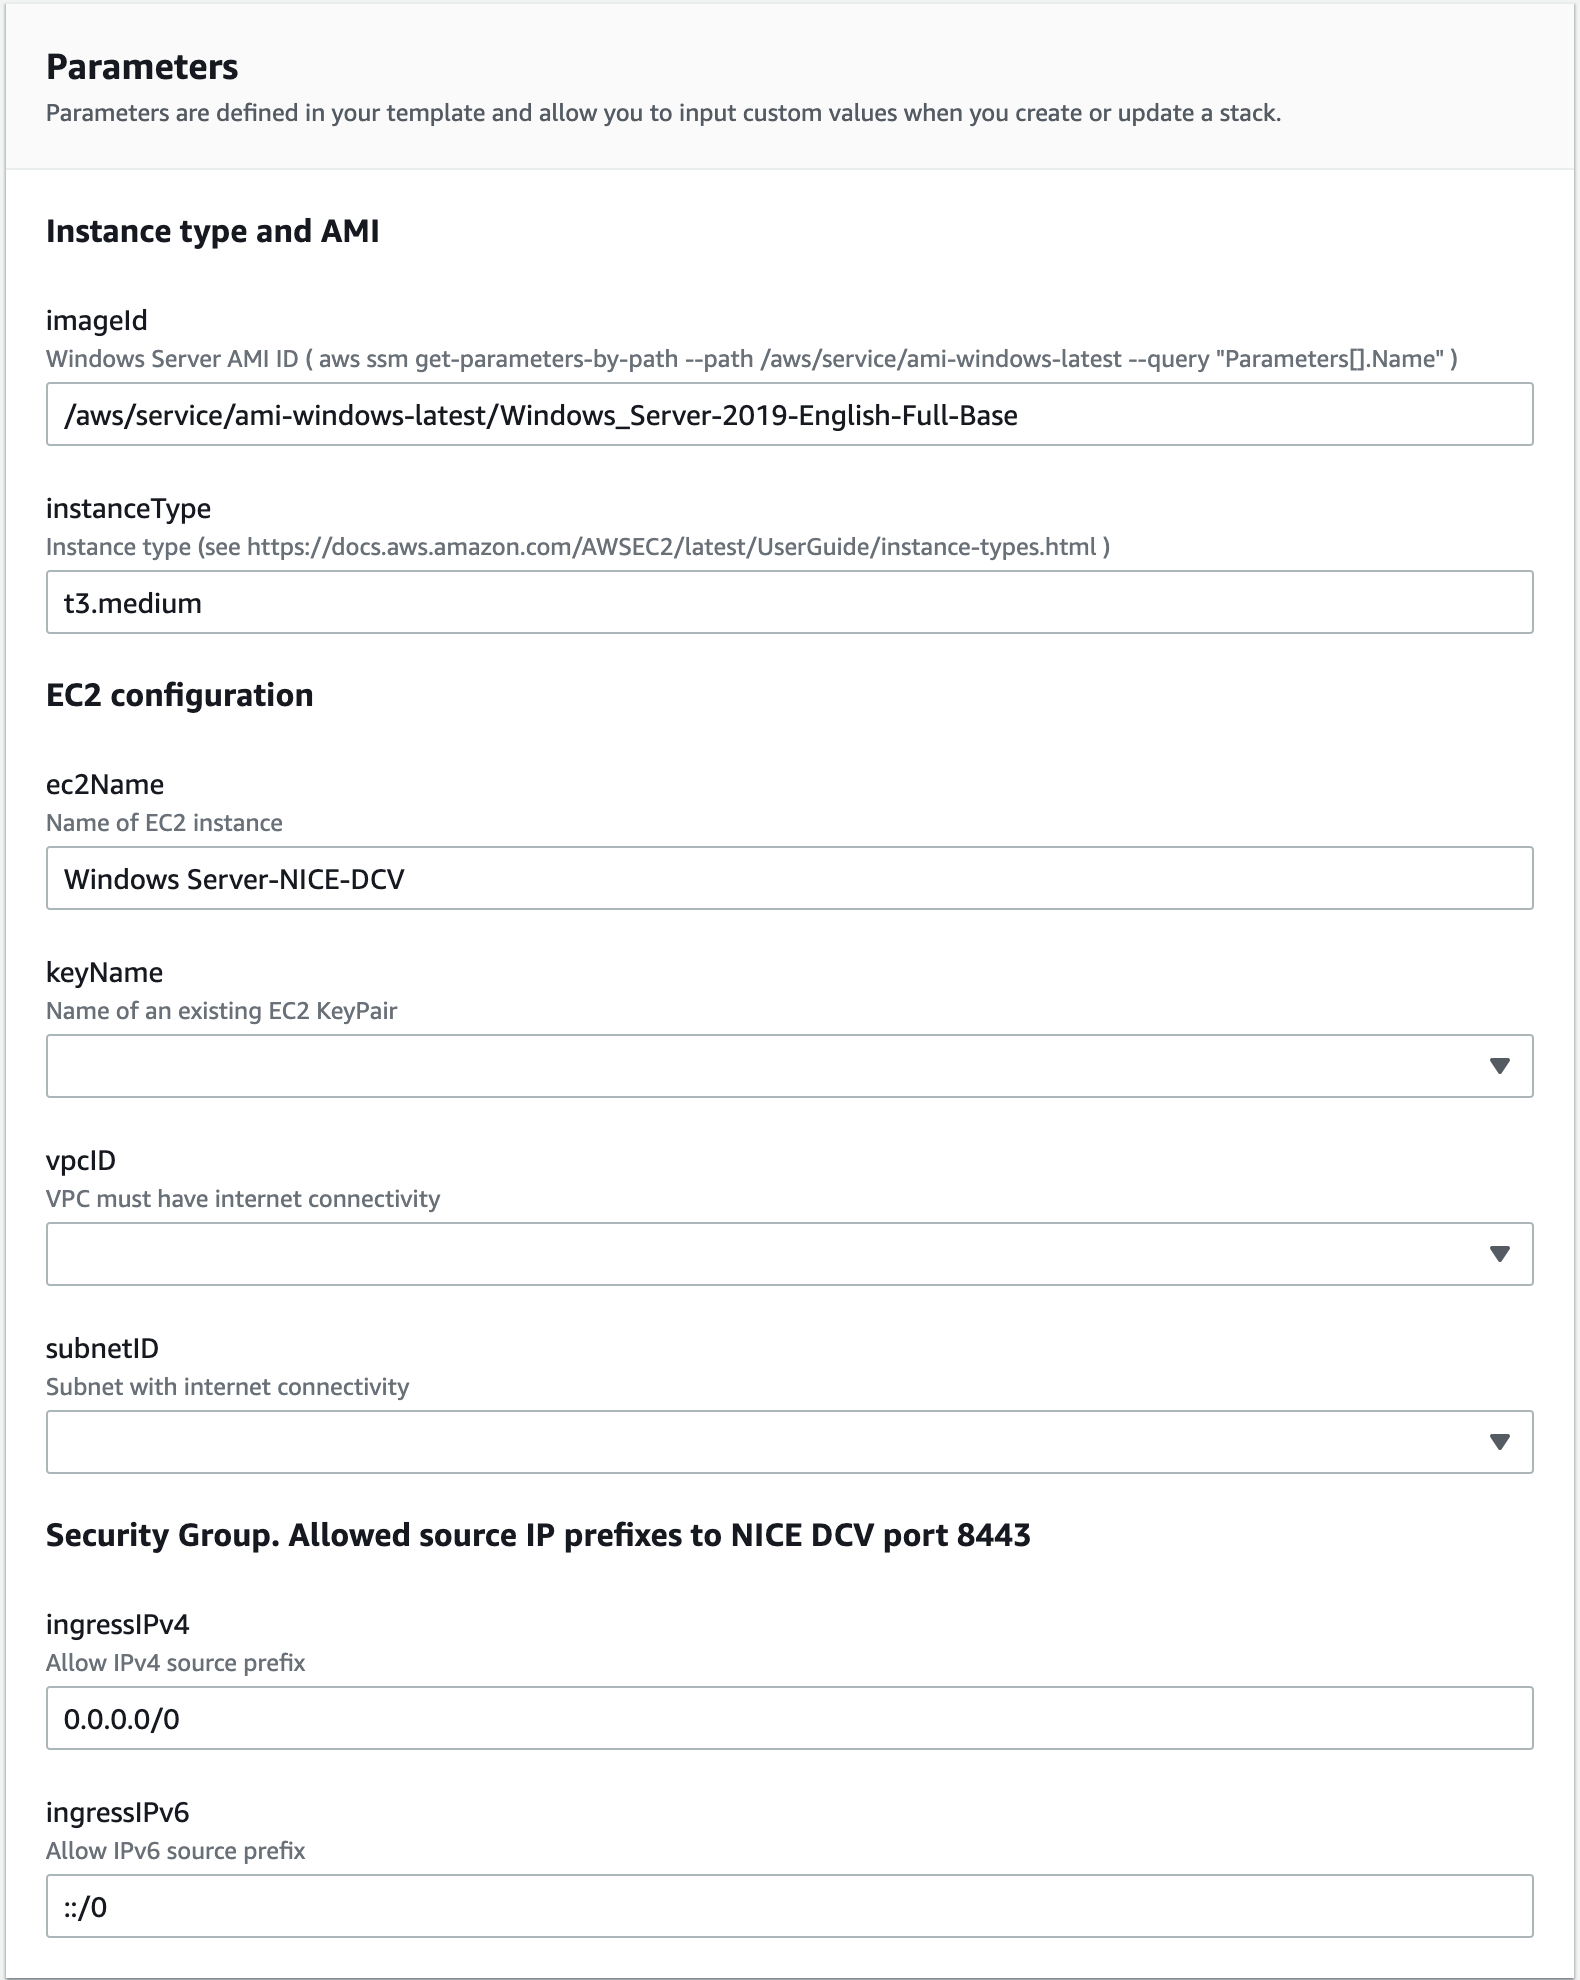 Parameters
Parameters are defined in your template and allow you to input custom values when you create or update a stack.
Instance type and AMI
imageId
Windows Server AMI ID ( aws ssm get-parameters-by-path --path /aws/service/ami-windows-latest --query "Parameters[].Name" )
/aws/service/ami-windows-latest/Windows_Server-2019-English-Full-Base
instanceType
Instance type (see https://docs.aws.amazon.com/AWSEC2/latest/UserGuide/instance-types.html )
t3.medium
EC2 configuration
ec2Name
Name of EC2 instance
Windows Server-NICE-DCV
keyName
Name of an existing EC2 KeyPair
vpcID
VPC must have internet connectivity
subnetID
Subnet with internet connectivity
Security Group. Allowed source IP prefixes to NICE DCV port 8443
ingressIPv4
Allow IPv4 source prefix
0.0.0.0/0
ingressIPv6
Allow IPv6 source prefix
::/0